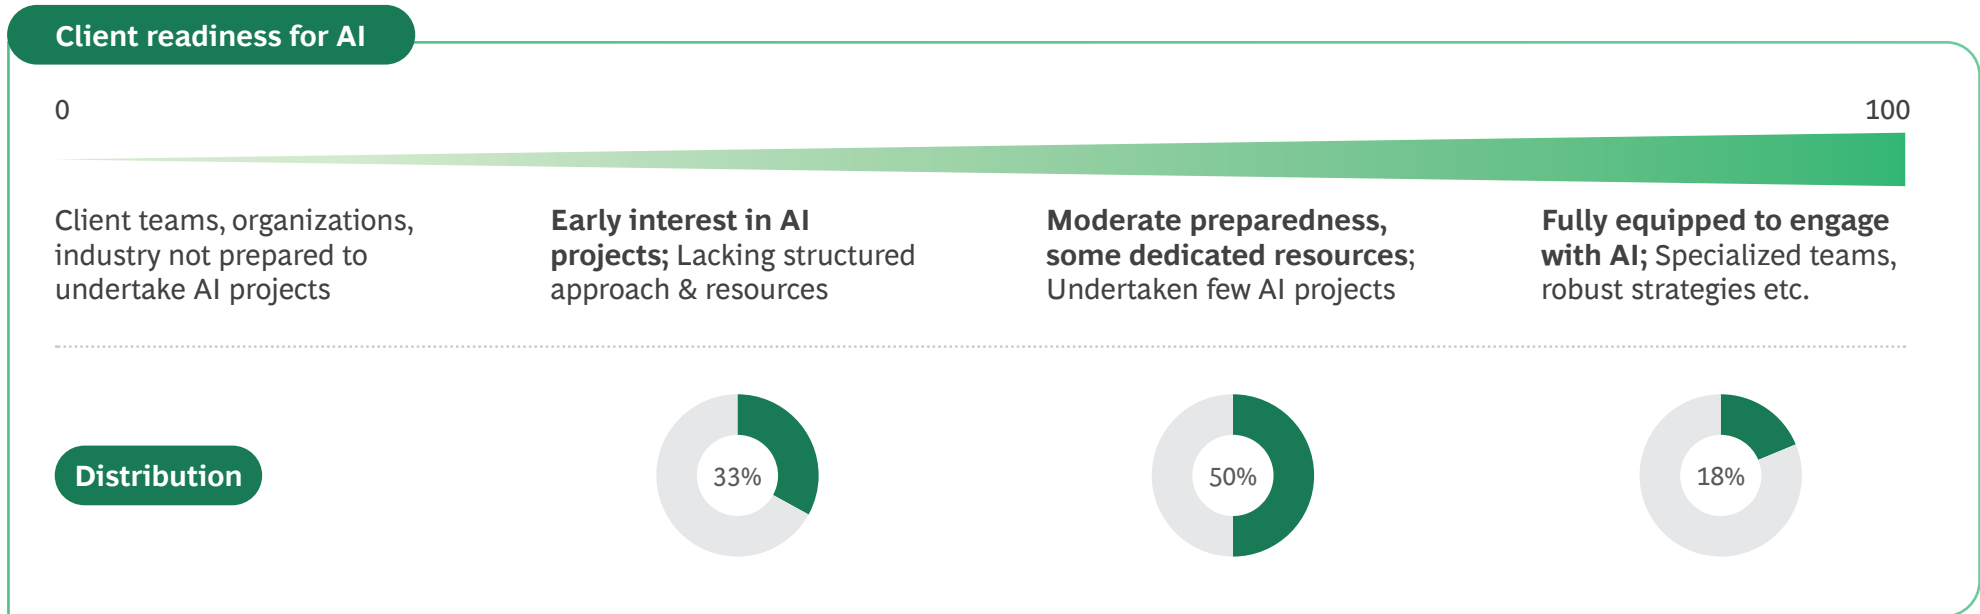 Client readiness for AI
0
100
Client teams, organizations,
industry not prepared to
undertake AI projects
Early interest in AI
projects; Lacking structured
approach & resources
Moderate preparedness,
some dedicated resources;
Undertaken few AI projects
Fully equipped to engage
with AI; Specialized teams,
robust strategies etc.
Distribution
33%
50%
18%